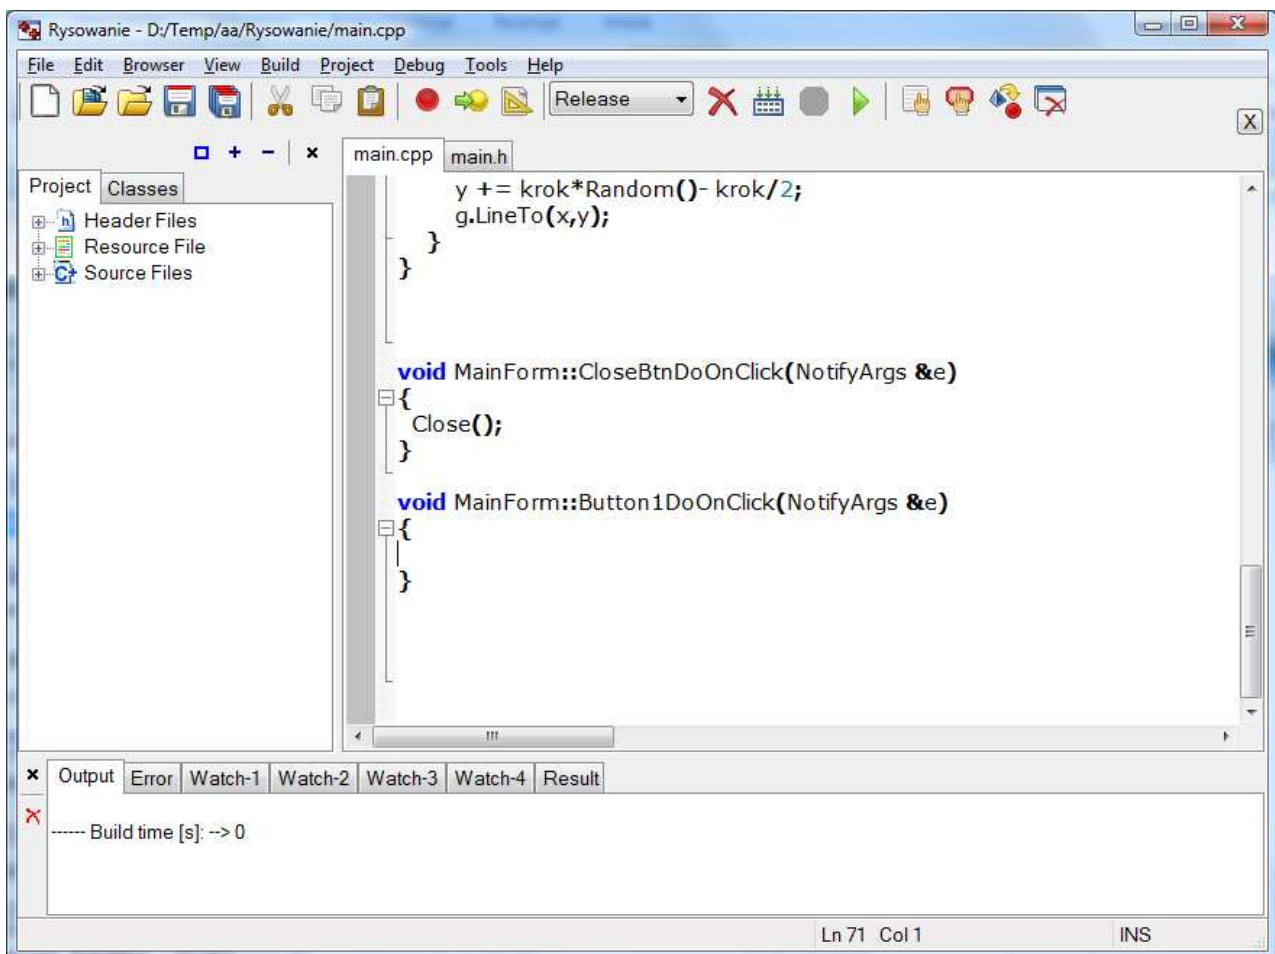 Rysowanie - D:/Temp/aa/Rysowanie/main.cpp
File Edit Browser View Build Project Debug Tools Help
Release
X
main.cpp main.h
Project Classes
Header Files
Resource File
Source Files
y += krok*Random()- krok/2;
g.LineTo(x,y);
}
}
void MainForm::CloseBtnDoOnClick(NotifyArgs &e)
{
Close();
}
void MainForm::Button1DoOnClick(NotifyArgs &e)
{
}
Output Error Watch-1 Watch-2 Watch-3 Watch-4 Result
------ Build time [s]: --> 0
Ln 71 Col 1 INS